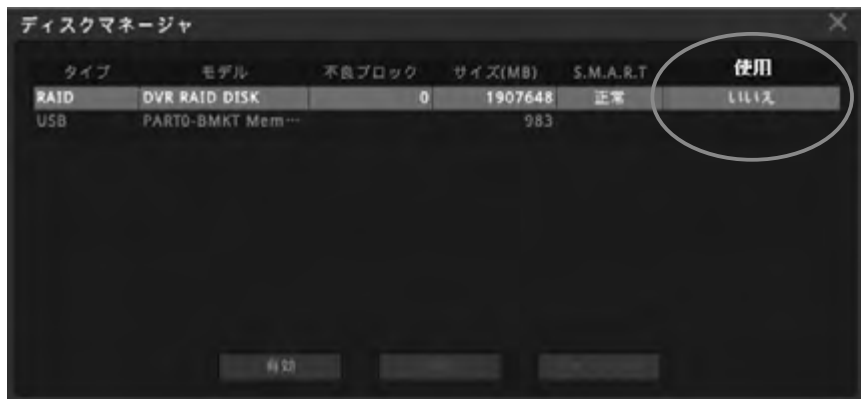 ディスクマネージャ
タイプ モデル 不良ブロック サイズ(MB) S.M.A.R.T 使用
RAID DVR RAID DISK 0 1907648 正常 いいえ
USB PART0-BMKT Mem… 983
有効